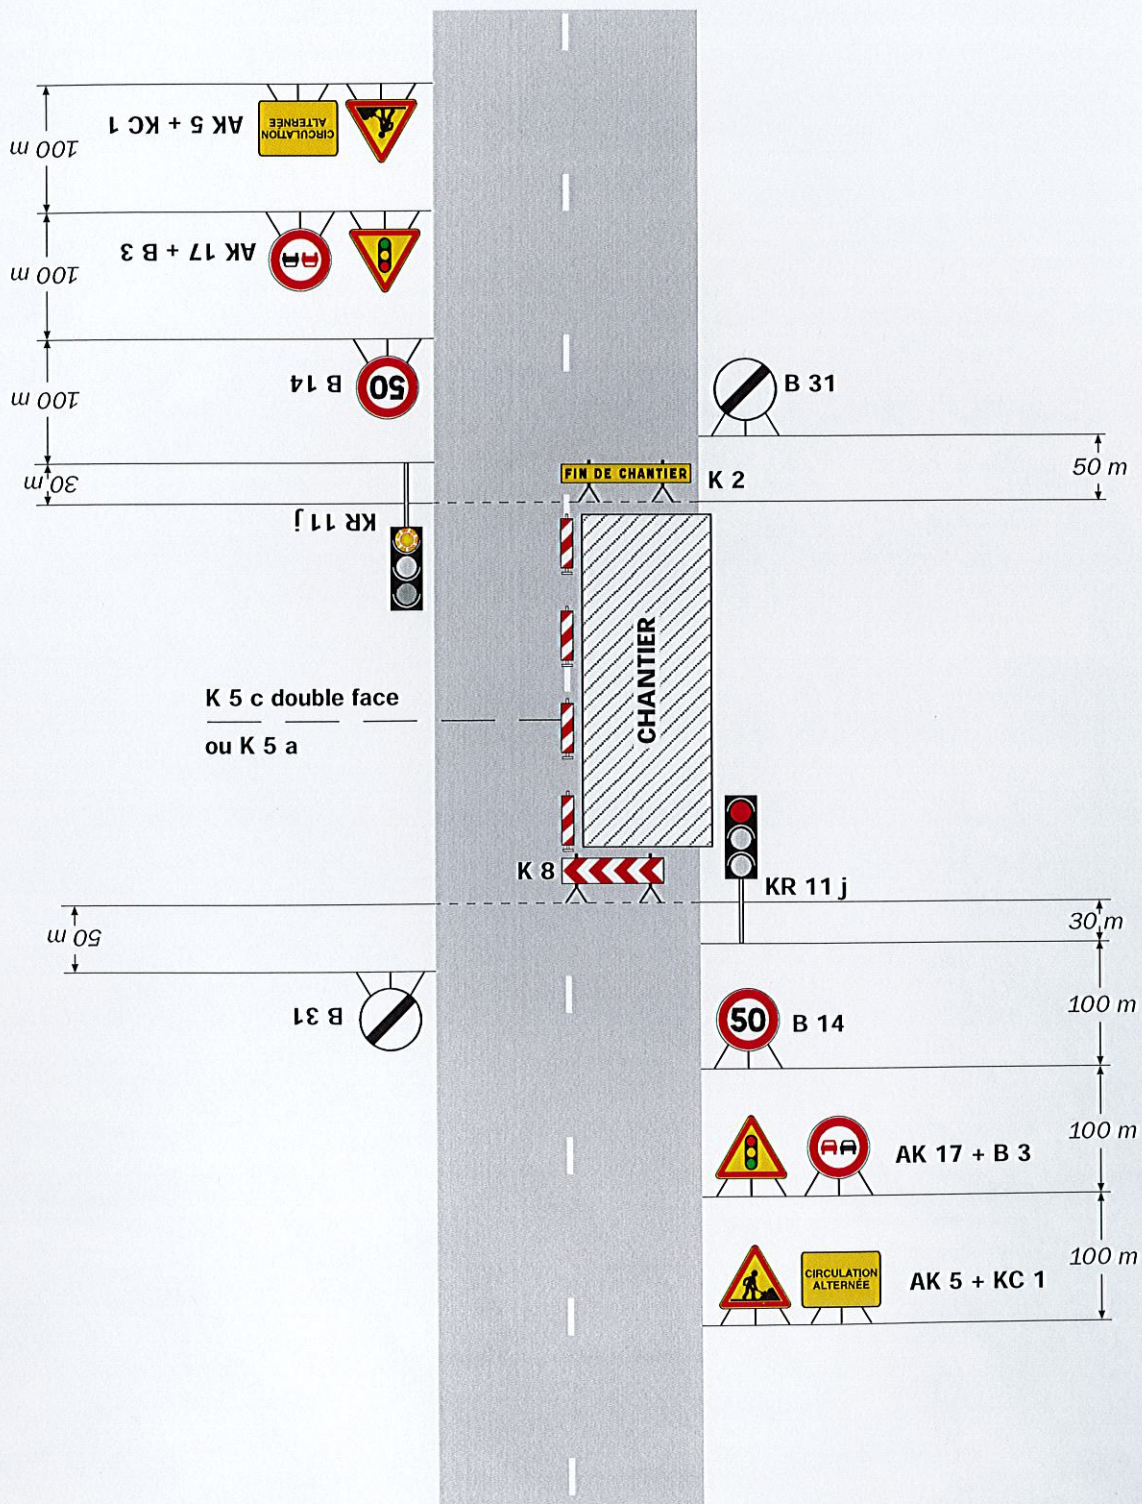 AK 5 + KC 1
CIRCULATION
ALTERNÉE
100 m
AK 17 + B 3
100 m
B 14
50
100 m
B 31
50 m
FIN DE CHANTIER
K 2
30 m
KR 11 j
CHANTIER
K 5 c double face
ou K 5 a
K 8
KR 11 j
30 m
50 m
B 31
50
B 14
100 m
AK 17 + B 3
100 m
CIRCULATION
ALTERNÉE
AK 5 + KC 1
100 m